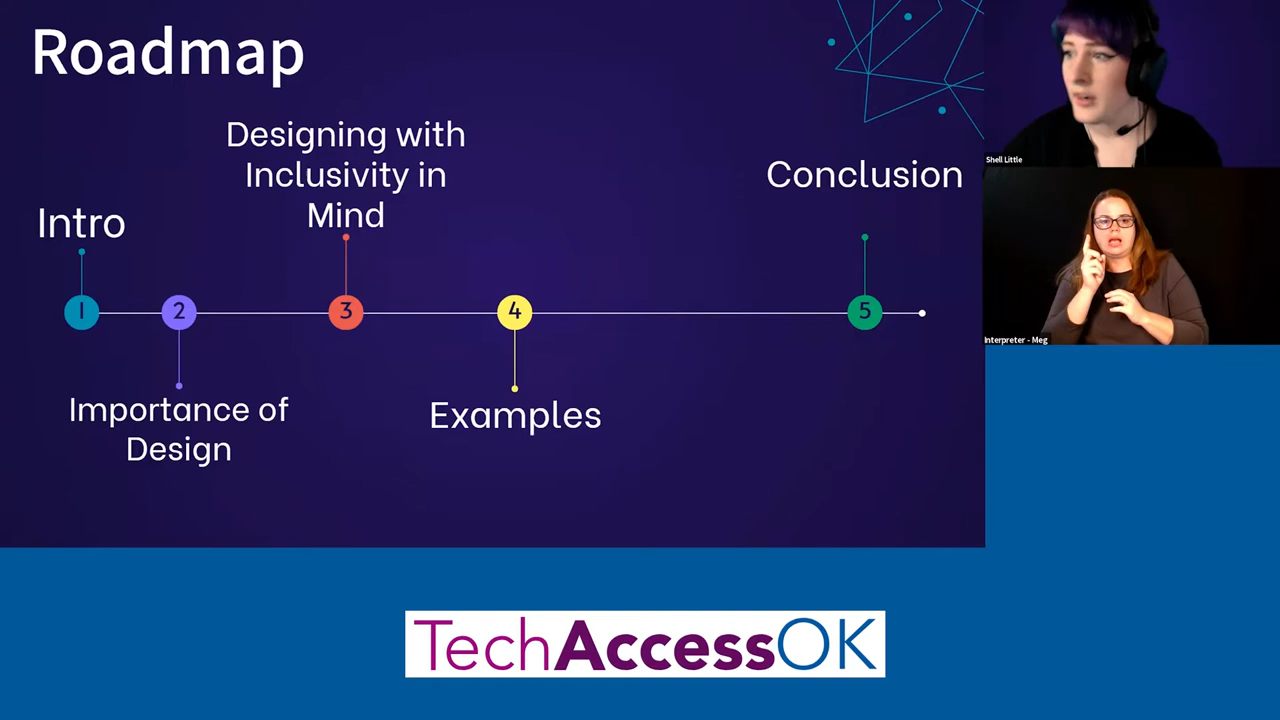 Roadmap
Intro
1
Importance of
Design
2
Designing with
Inclusivity in
Mind
3
Examples
4
Conclusion
5
Shell Little
Interpreter - Meg
TechAccessOK